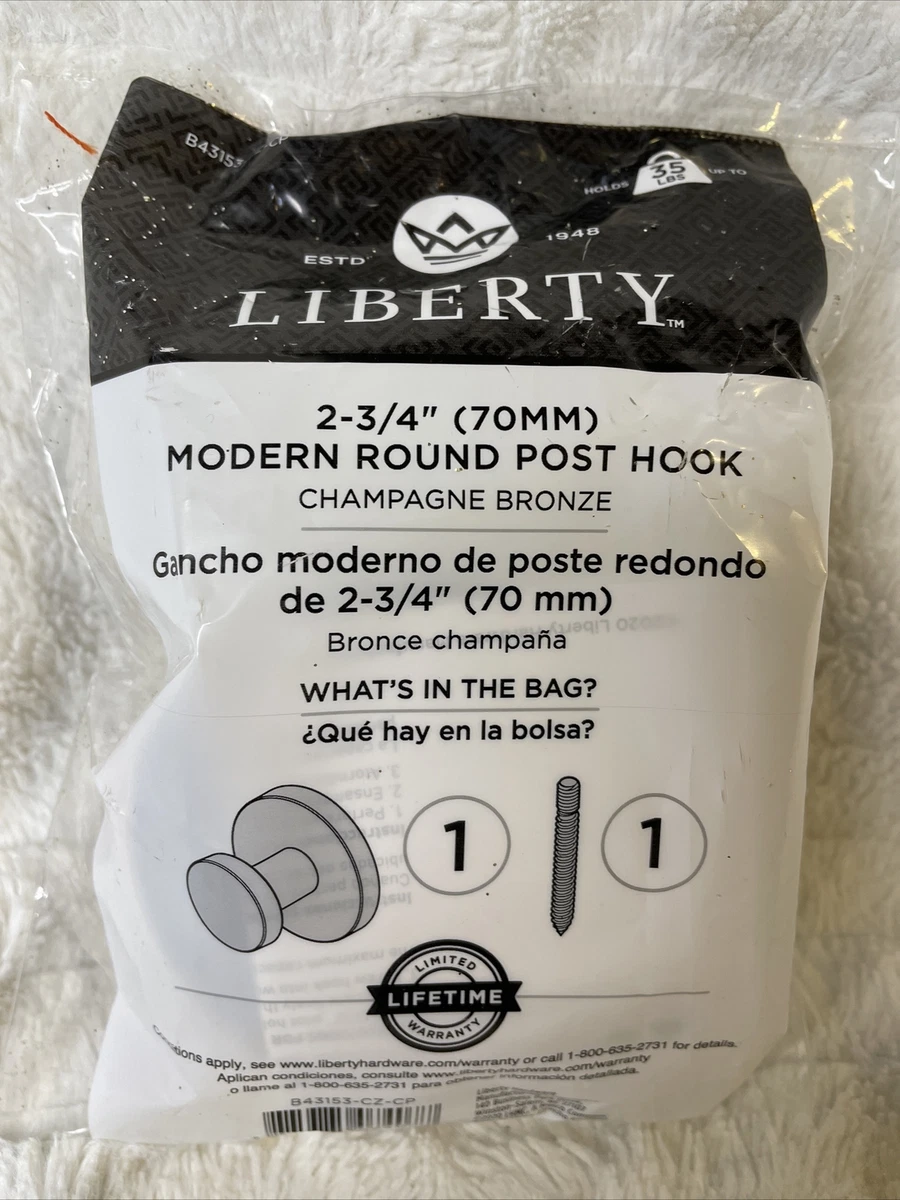 B43153 CP
HOLDS 35 LBS UP TO
ESTD 1948
LIBERTY™
2-3/4" (70MM)
MODERN ROUND POST HOOK
CHAMPAGNE BRONZE
Gancho moderno de poste redondo
de 2-3/4" (70 mm)
Bronce champaña
WHAT'S IN THE BAG?
¿Qué hay en la bolsa?
1 1
LIMITED
LIFETIME
WARRANTY
apply, see www.libertyhardware.com/warranty or call 1-800-635-2731 for details.
Aplican condiciones, consulte www.libertyhardware.com/warranty
o llame al 1-800-635-2731 para obtener información detallada.
B43153-CZ-CP